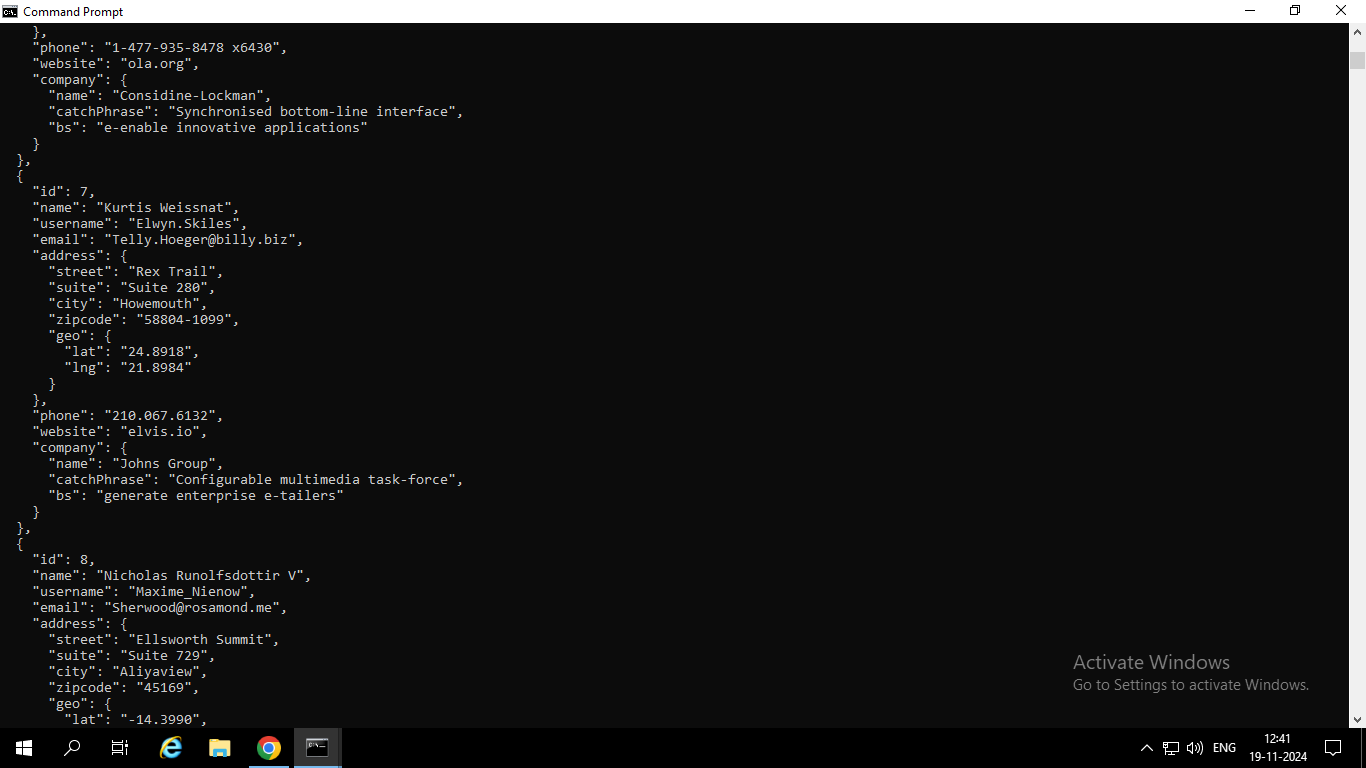 Command Prompt
    },
    "phone": "1-477-935-8478 x6430",
    "website": "ola.org",
    "company": {
      "name": "Considine-Lockman",
      "catchPhrase": "Synchronised bottom-line interface",
      "bs": "e-enable innovative applications"
    }
  },
  {
    "id": 7,
    "name": "Kurtis Weissnat",
    "username": "Elwyn.Skiles",
    "email": "Telly.Hoeger@billy.biz",
    "address": {
      "street": "Rex Trail",
      "suite": "Suite 280",
      "city": "Howemouth",
      "zipcode": "58804-1099",
      "geo": {
        "lat": "24.8918",
        "lng": "21.8984"
      }
    },
    "phone": "210.067.6132",
    "website": "elvis.io",
    "company": {
      "name": "Johns Group",
      "catchPhrase": "Configurable multimedia task-force",
      "bs": "generate enterprise e-tailers"
    }
  },
  {
    "id": 8,
    "name": "Nicholas Runolfsdottir V",
    "username": "Maxime_Nienow",
    "email": "Sherwood@rosamond.me",
    "address": {
      "street": "Ellsworth Summit",
      "suite": "Suite 729",
      "city": "Aliyaview",
      "zipcode": "45169",
      "geo": {
        "lat": "-14.3990",
Activate Windows
Go to Settings to activate Windows.
ENG
12:41
19-11-2024